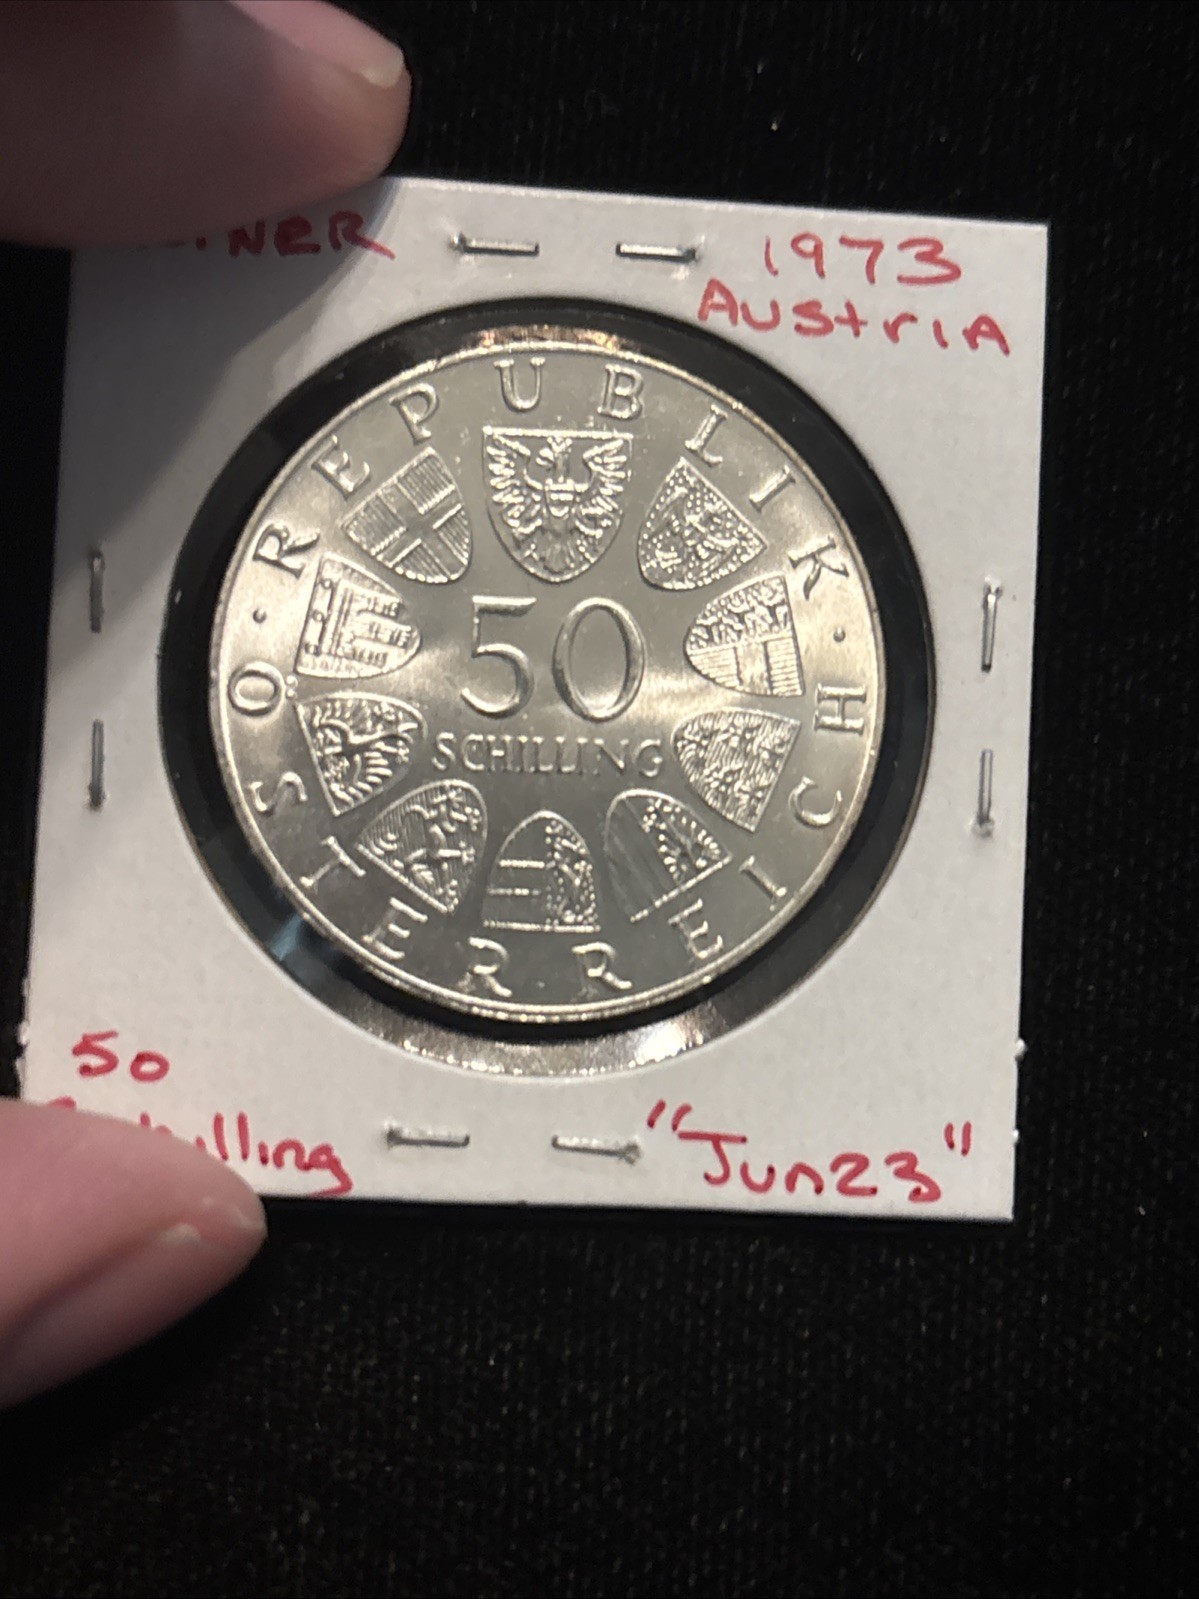 1973
Austria
REPUBLIK · ÖSTERREICH ·
50
SCHILLING
50
"Jun23"